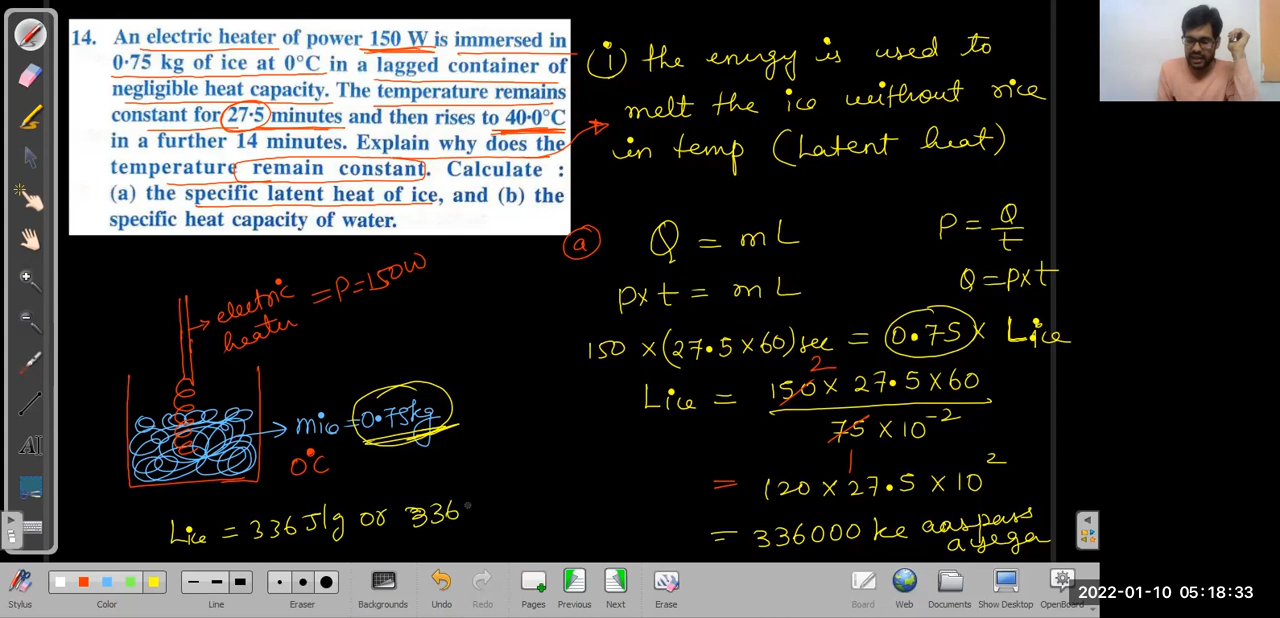 14. An electric heater of power 150 W is immersed in
0·75 kg of ice at 0°C in a lagged container of
negligible heat capacity. The temperature remains
constant for 27·5 minutes and then rises to 40·0°C
in a further 14 minutes. Explain why does the
temperature remain constant. Calculate :
(a) the specific latent heat of ice, and (b) the
specific heat capacity of water.
(i) the energy is used to
melt the ice without rice
in temp (Latent heat)
(a) Q = mL
P = Q/t
P x t = mL
Q = P x t
150 x (27.5 x 60) sec = 0.75 x Lice
Lice = 150 x 27.5 x 60
75 x 10^-2
2
1
= 120 x 27.5 x 10^2
= 336000 ke aaspass
ayega
electric = P = 150W
heater
= 0.75kg
0°C
Lice = 336 J/g or 336
Stylus
Color
Line
Eraser
Backgrounds
Undo
Redo
Pages
Previous
Next
Erase
Board
Web
Documents
Show Desktop
OpenBoard
2022-01-10 05:18:33